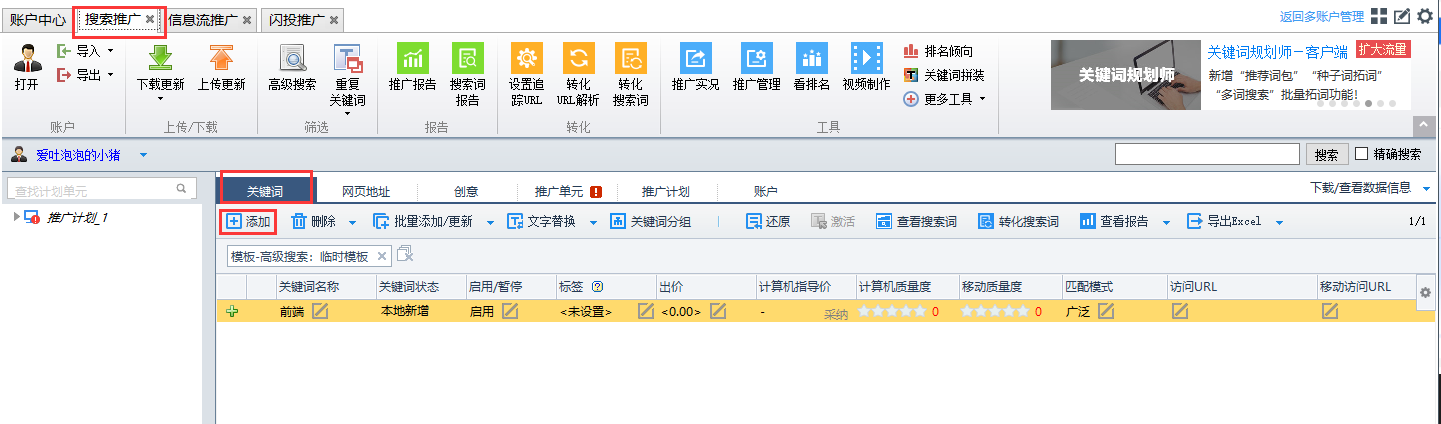 账户中心 搜索推广 信息流推广 闪投推广 返回多账户管理
打开 导入 导出 下载更新 上传更新 高级搜索 重复关键词 推广报告 搜索词报告 设置追踪URL 转化URL解析 转化搜索词 推广实况 推广管理 看排名 视频制作 排名倾向 关键词拼装 更多工具
关键词规划师 关键词规划师－客户端 扩大流量
新增“推荐词包”“种子词拓词”
“多词搜索”批量拓词功能！
账户 上传/下载 筛选 报告 转化 工具
爱吐泡泡的小猪 搜索 精确搜索
查找计划单元 关键词 网页地址 创意 推广单元 推广计划 账户 下载/查看数据信息
推广计划_1 添加 删除 批量添加/更新 文字替换 关键词分组 还原 激活 查看搜索词 转化搜索词 查看报告 导出Excel 1/1
模板-高级搜索：临时模板
关键词名称 关键词状态 启用/暂停 标签 出价 计算机指导价 计算机质量度 移动质量度 匹配模式 访问URL 移动访问URL
前端 本地新增 启用 <未设置> <0.00> - 采纳 0 0 广泛